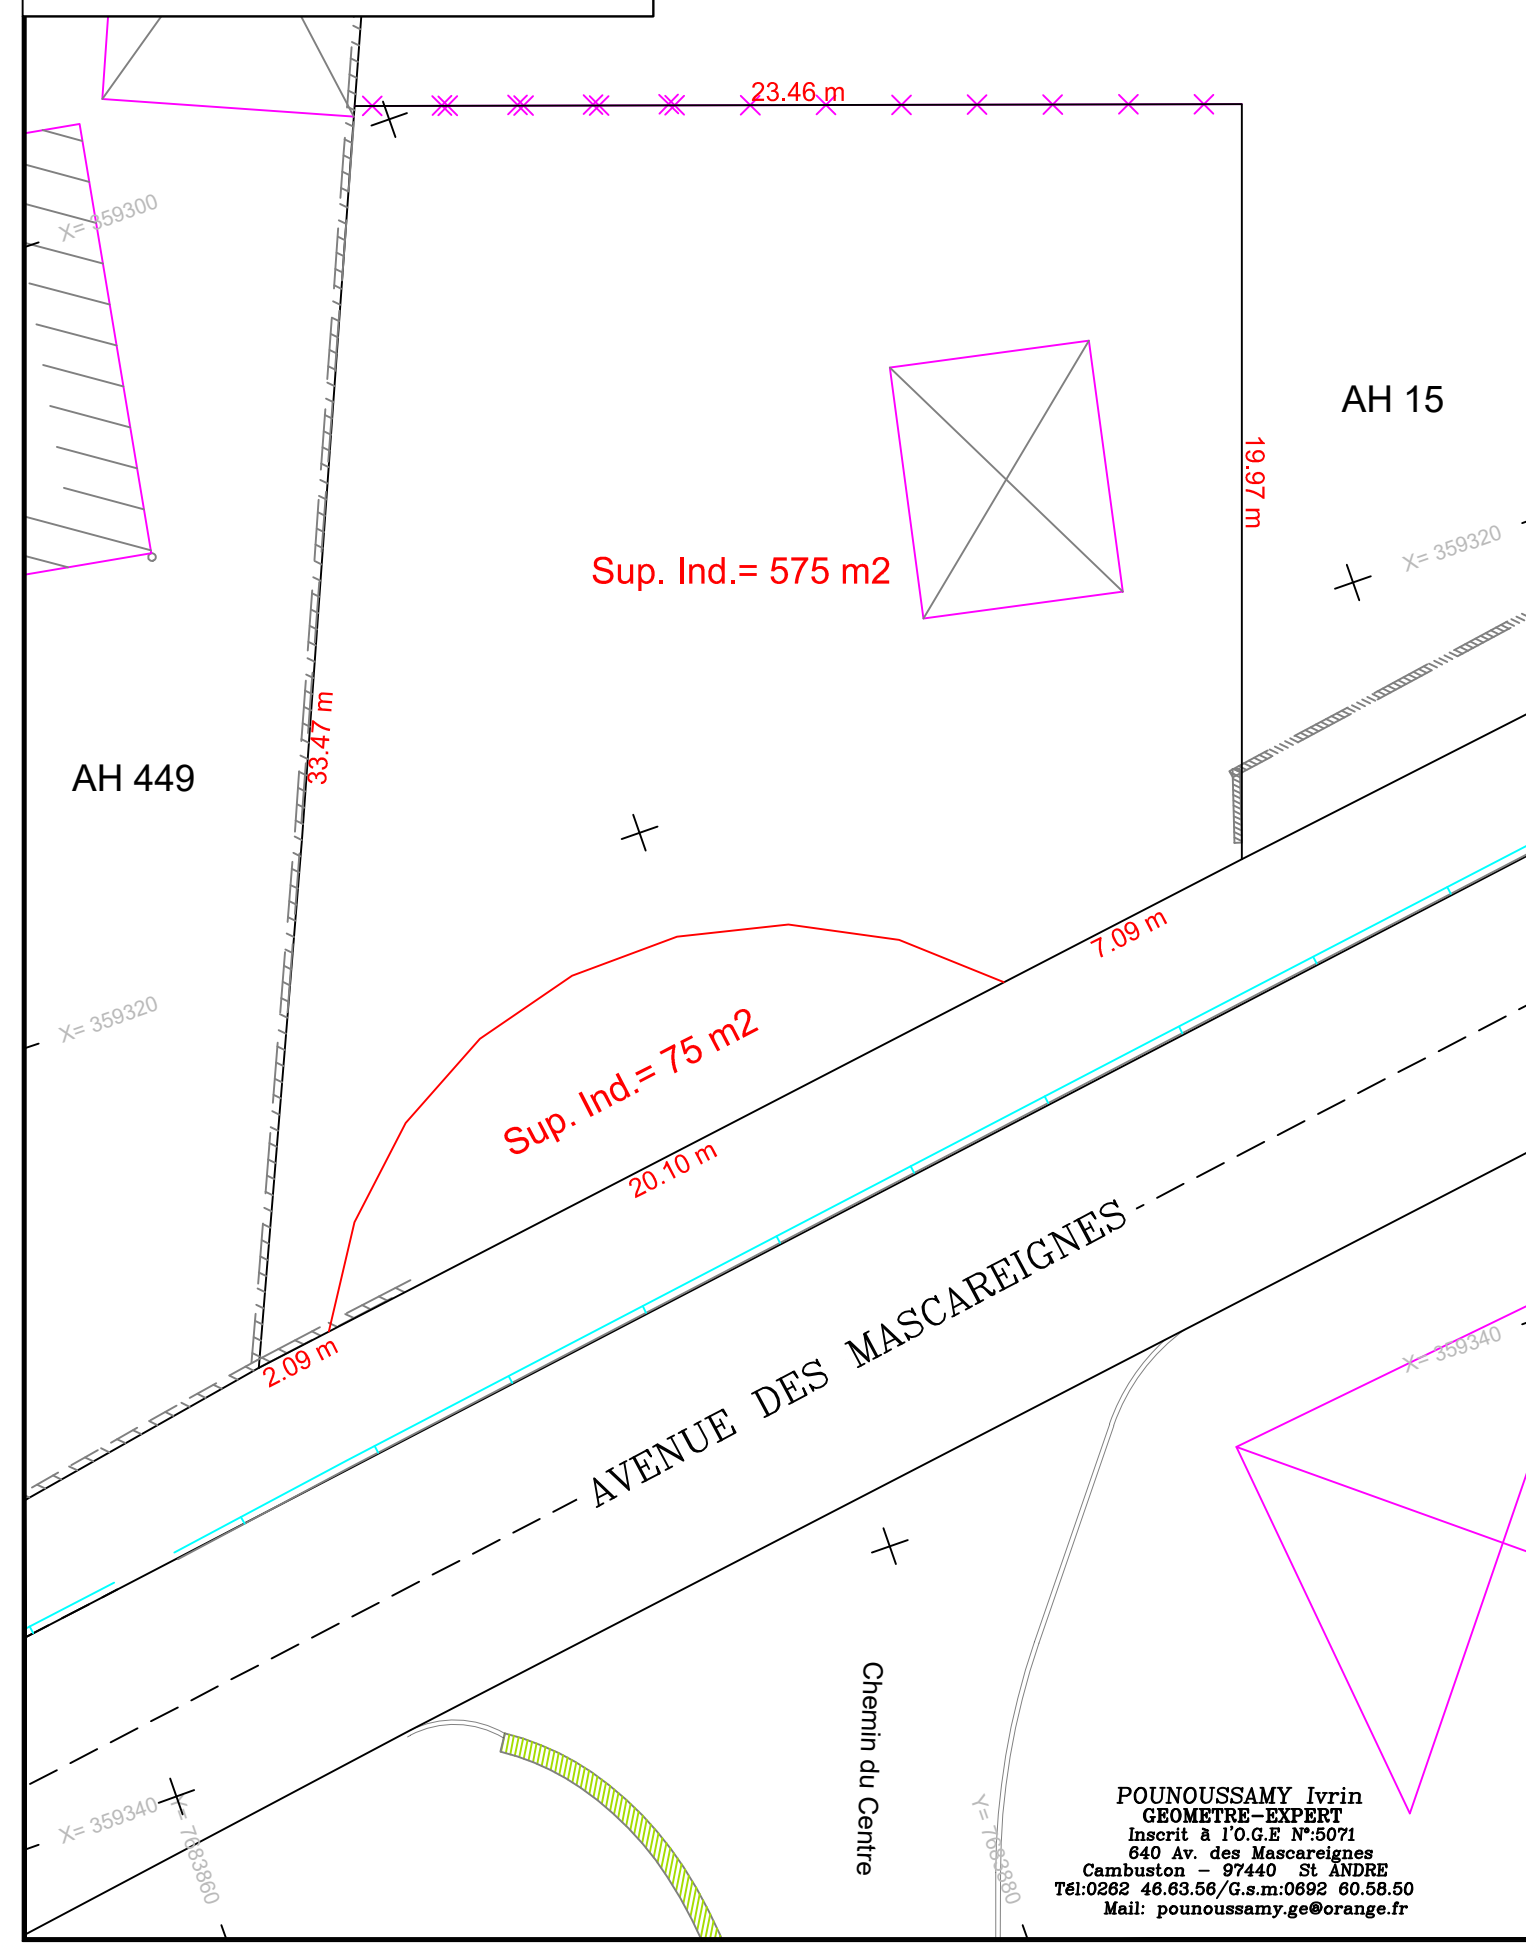 23.46 m
X= 359300
AH 15
19.97 m
X= 359320
Sup. Ind.= 575 m2
33.47 m
AH 449
7.09 m
X= 359320
Sup. Ind.= 75 m2
20.10 m
AVENUE DES MASCAREIGNES
2.09 m
X= 359340
Chemin du Centre
X= 359340
Y= 7683860
Y= 7683880
POUNOUSSAMY Ivrin
GEOMETRE-EXPERT
Inscrit à l'O.G.E N°:5071
640 Av. des Mascareignes
Cambuston - 97440 St ANDRE
Tél:0262 46.63.56/G.s.m:0692 60.58.50
Mail: pounoussamy.ge@orange.fr